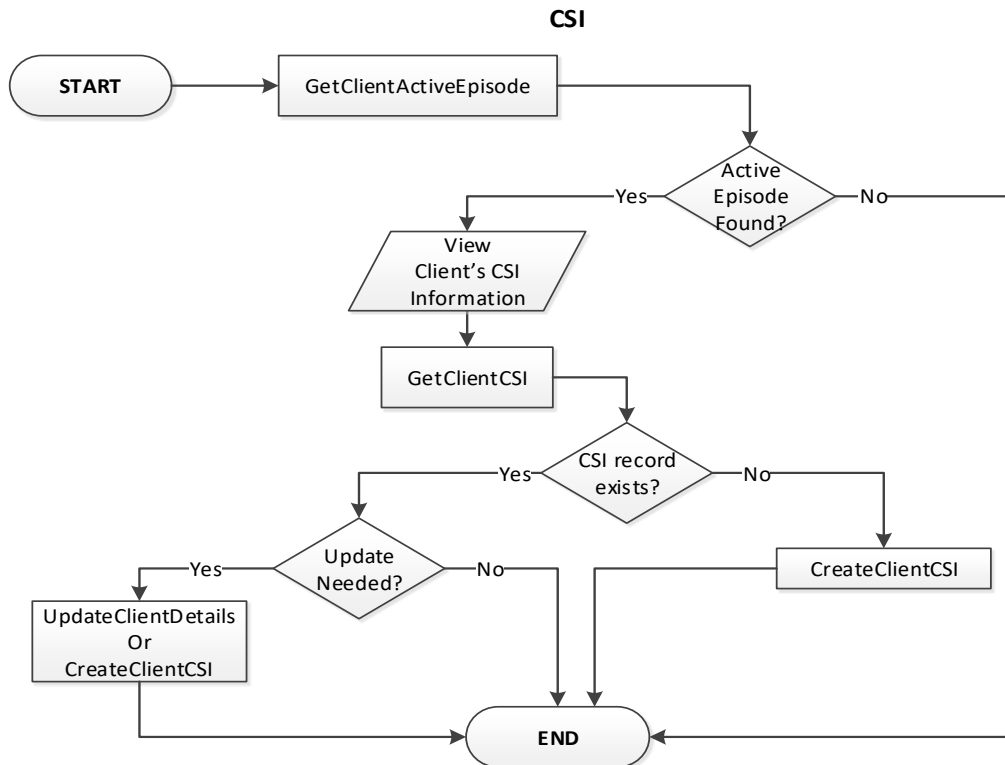 CSI
START
GetClientActiveEpisode
Active
Episode
Found?
Yes
No
View
Client’s CSI
Information
GetClientCSI
CSI record
exists?
Yes
No
Update
Needed?
Yes
No
CreateClientCSI
UpdateClientDetails
Or
CreateClientCSI
END